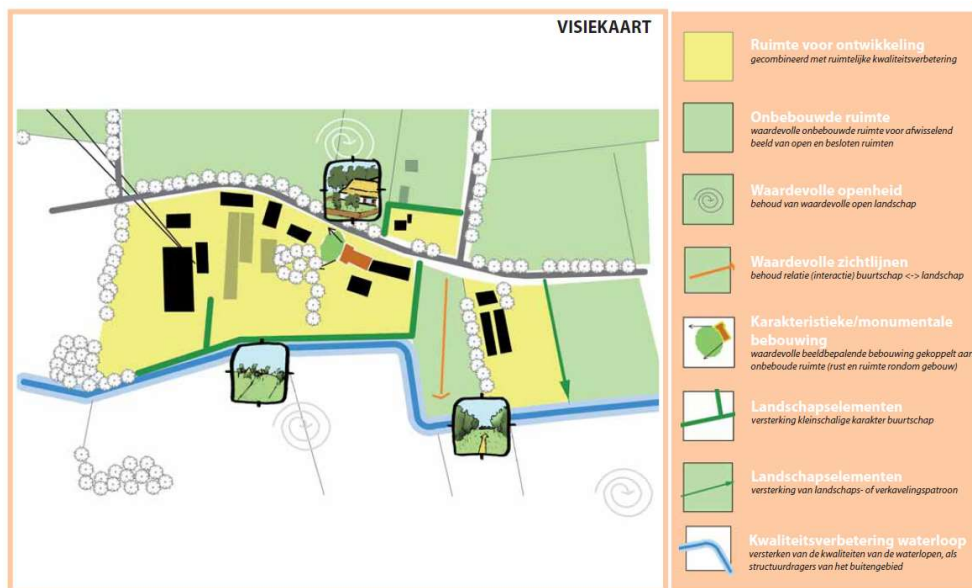 VISIEKAART
Ruimte voor ontwikkeling
gecombineerd met ruimtelijke kwaliteitsverbetering
Onbebouwde ruimte
waardevolle onbebouwde ruimte voor afwisselend
beeld van open en besloten ruimten
Waardevolle openheid
behoud van waardevolle open landschap
Waardevolle zichtlijnen
behoud relatie (interactie) buurtschap <-> landschap
Karakteristieke/monumentale
bebouwing
waardevolle beeldbepalende bebouwing gekoppelt aan
onbeboude ruimte (rust en ruimte rondom gebouw)
Landschapselementen
versterking kleinschalige karakter buurtschap
Landschapselementen
versterking van landschaps- of verkavelingspatroon
Kwaliteitsverbetering waterloop
versterken van de kwaliteiten van de waterlopen, als
structuurdragers van het buitengebied